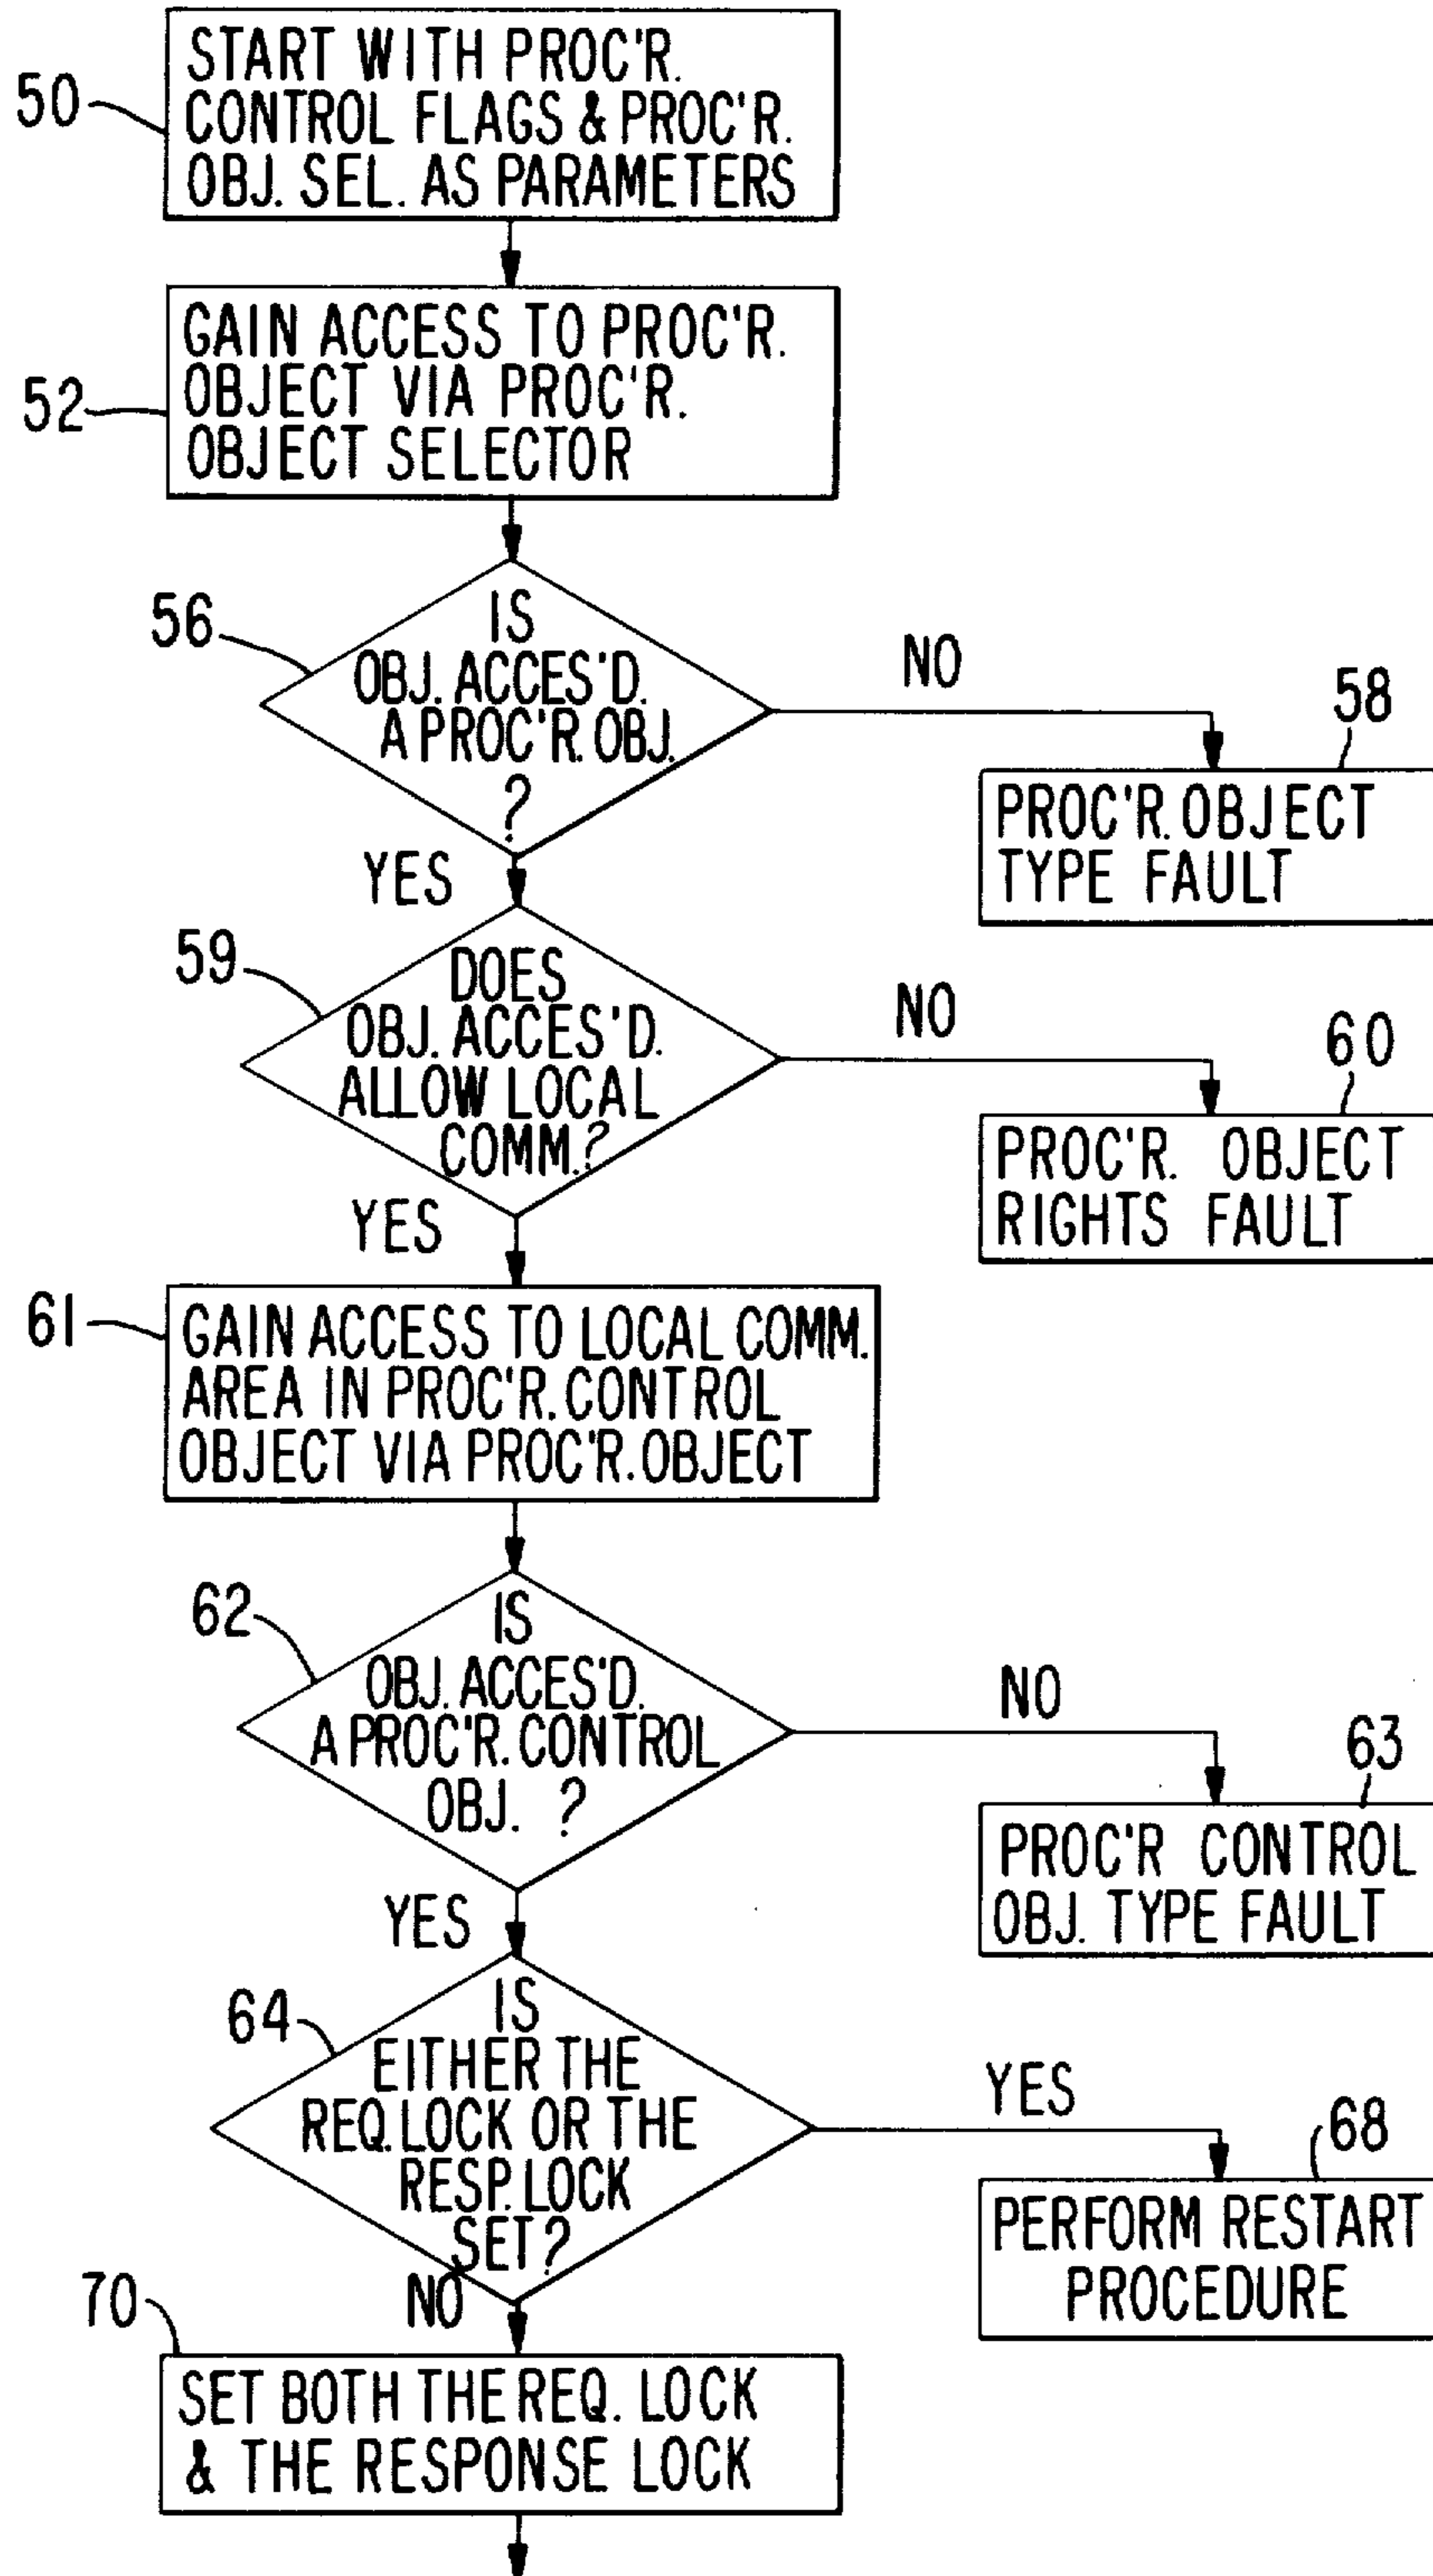 50
START WITH PROC'R.
CONTROL FLAGS & PROC'R.
OBJ. SEL. AS PARAMETERS
52
GAIN ACCESS TO PROC'R.
OBJECT VIA PROC'R.
OBJECT SELECTOR
56
IS
OBJ. ACCES'D.
A PROC'R. OBJ.
?
NO
58
PROC'R. OBJECT
TYPE FAULT
YES
59
DOES
OBJ. ACCES'D.
ALLOW LOCAL
COMM.?
NO
60
PROC'R. OBJECT
RIGHTS FAULT
YES
61
GAIN ACCESS TO LOCAL COMM.
AREA IN PROC'R. CONTROL
OBJECT VIA PROC'R. OBJECT
62
IS
OBJ. ACCES'D.
A PROC'R. CONTROL
OBJ. ?
NO
63
PROC'R CONTROL
OBJ. TYPE FAULT
YES
64
IS
EITHER THE
REQ. LOCK OR THE
RESP. LOCK
SET?
YES
68
PERFORM RESTART
PROCEDURE
NO
70
SET BOTH THE REQ. LOCK
& THE RESPONSE LOCK